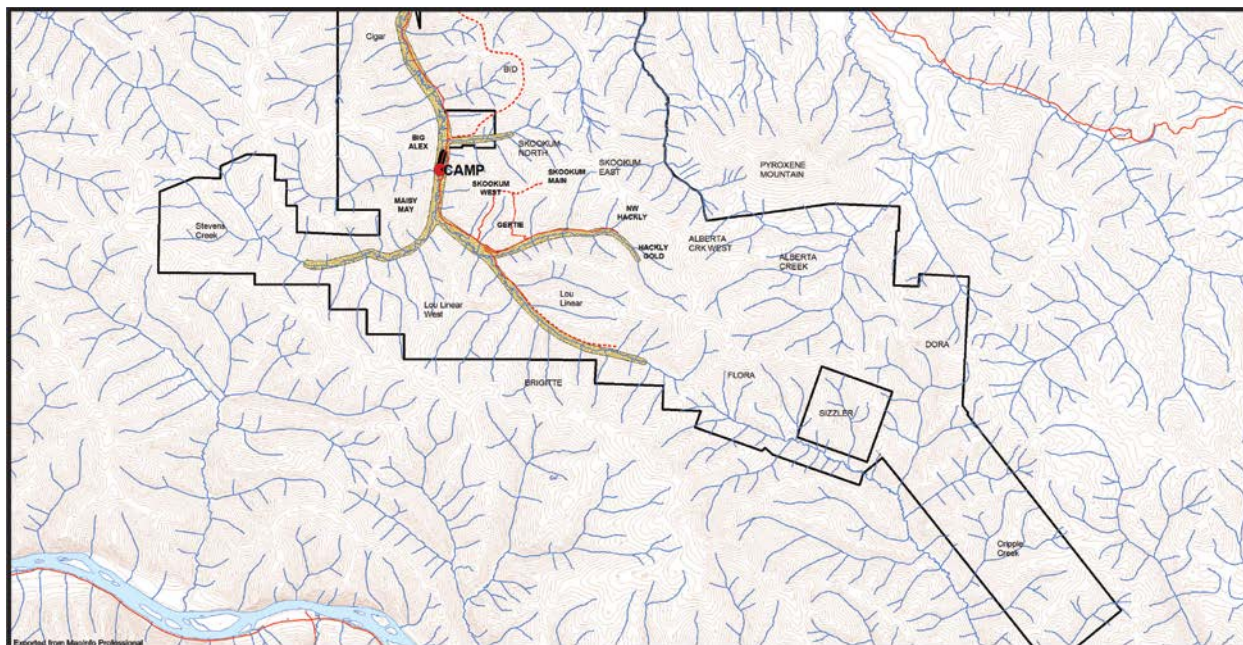 Cigar
BID
BIG
ALEX
SKOOKUM
NORTH
CAMP
SKOOKUM
EAST
SKOOKUM
MAIN
SKOOKUM
WEST
PYROXENE
MOUNTAIN
MAISY
MAY
NW
HACKLY
GERTIE
Stevens
Creek
HACKLY
GOLD
ALBERTA
CRK WEST
ALBERTA
CREEK
Lou Linear
West
Lou
Linear
DORA
BRIGITTE
FLORA
SIZZLER
Cripple
Creek
Exported from MapInfo Professional